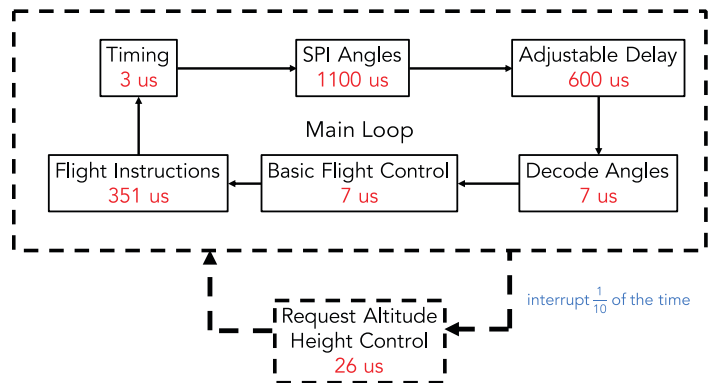 Timing
3 us
SPI Angles
1100 us
Adjustable Delay
600 us
Main Loop
Flight Instructions
351 us
Basic Flight Control
7 us
Decode Angles
7 us
interrupt 1/10 of the time
Request Altitude
Height Control
26 us